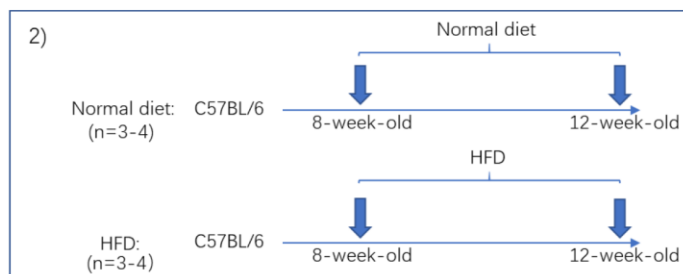 2)
Normal diet
Normal diet: C57BL/6
(n=3-4)
8-week-old 12-week-old
HFD
HFD: C57BL/6
(n=3-4)
8-week-old 12-week-old